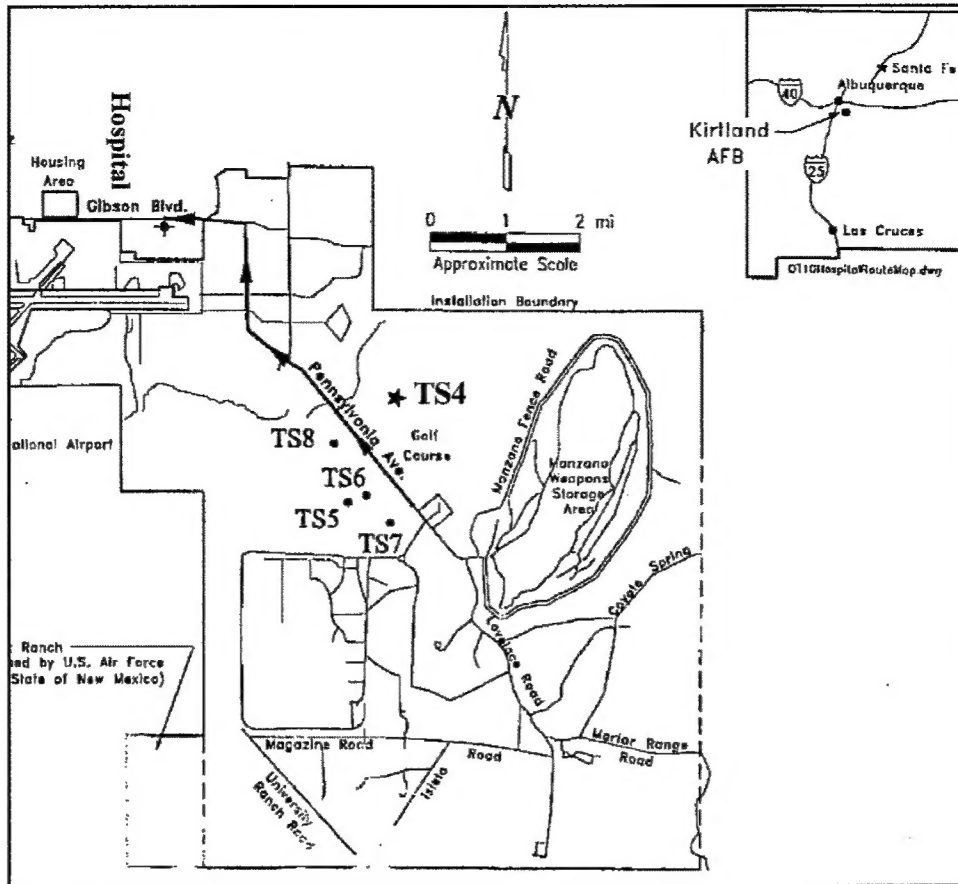 Hospital
Housing
Area
Gibson Blvd.
N
0 1 2 mi
Approximate Scale
Installation Boundary
40
Santa Fe
Albuquerque
Kirtland
AFB
25
Las Cruces
OT10HospitalRouteMap.dwg
Pennsylvania Ave.
TS4
TS8
Golf
Course
TS6
TS5
TS7
ational Airport
Manzano Fence Road
Manzano
Weapons
Storage
Area
Coyote Spring
Lovelace Road
Ranch
ed by U.S. Air Force
State of New Mexico)
Magazine Road
Road
Mortar Range
Road
University
Ranch Road
Isleta